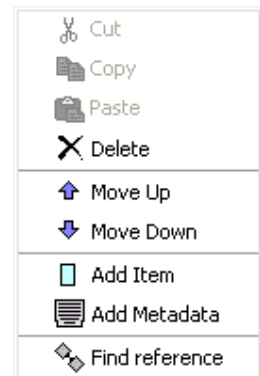 Cut
Copy
Paste
Delete
Move Up
Move Down
Add Item
Add Metadata
Find reference